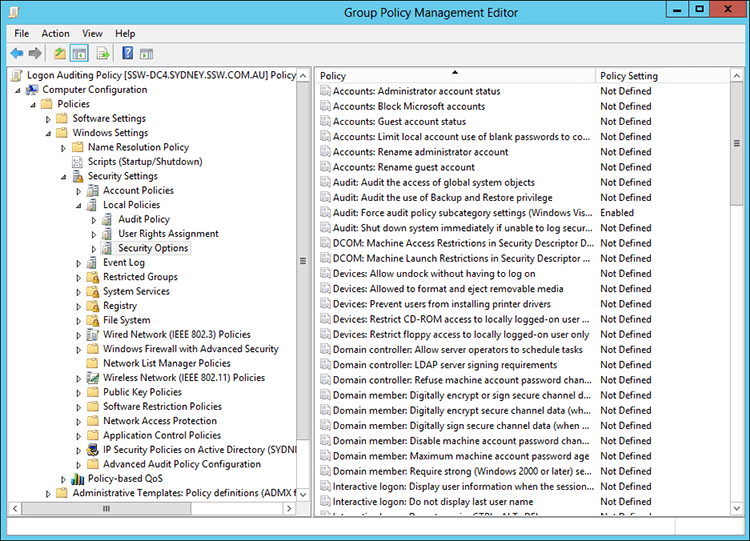 Group Policy Management Editor
File Action View Help
Logon Auditing Policy [SSW-DC4.SYDNEY.SSW.COM.AU] Policy
Computer Configuration
Policies
Software Settings
Windows Settings
Name Resolution Policy
Scripts (Startup/Shutdown)
Security Settings
Account Policies
Local Policies
Audit Policy
User Rights Assignment
Security Options
Event Log
Restricted Groups
System Services
Registry
File System
Wired Network (IEEE 802.3) Policies
Windows Firewall with Advanced Security
Network List Manager Policies
Wireless Network (IEEE 802.11) Policies
Public Key Policies
Software Restriction Policies
Network Access Protection
Application Control Policies
IP Security Policies on Active Directory (SYDNE
Advanced Audit Policy Configuration
Policy-based QoS
Administrative Templates: Policy definitions (ADMX f
Policy Policy Setting
Accounts: Administrator account status Not Defined
Accounts: Block Microsoft accounts Not Defined
Accounts: Guest account status Not Defined
Accounts: Limit local account use of blank passwords to co... Not Defined
Accounts: Rename administrator account Not Defined
Accounts: Rename guest account Not Defined
Audit: Audit the access of global system objects Not Defined
Audit: Audit the use of Backup and Restore privilege Not Defined
Audit: Force audit policy subcategory settings (Windows Vis... Enabled
Audit: Shut down system immediately if unable to log secur... Not Defined
DCOM: Machine Access Restrictions in Security Descriptor D... Not Defined
DCOM: Machine Launch Restrictions in Security Descriptor ... Not Defined
Devices: Allow undock without having to log on Not Defined
Devices: Allowed to format and eject removable media Not Defined
Devices: Prevent users from installing printer drivers Not Defined
Devices: Restrict CD-ROM access to locally logged-on user ... Not Defined
Devices: Restrict floppy access to locally logged-on user only Not Defined
Domain controller: Allow server operators to schedule tasks Not Defined
Domain controller: LDAP server signing requirements Not Defined
Domain controller: Refuse machine account password chan... Not Defined
Domain member: Digitally encrypt or sign secure channel d... Not Defined
Domain member: Digitally encrypt secure channel data (whe... Not Defined
Domain member: Digitally sign secure channel data (when ... Not Defined
Domain member: Disable machine account password chan... Not Defined
Domain member: Maximum machine account password age Not Defined
Domain member: Require strong (Windows 2000 or later) se... Not Defined
Interactive logon: Display user information when the session... Not Defined
Interactive logon: Do not display last user name Not Defined